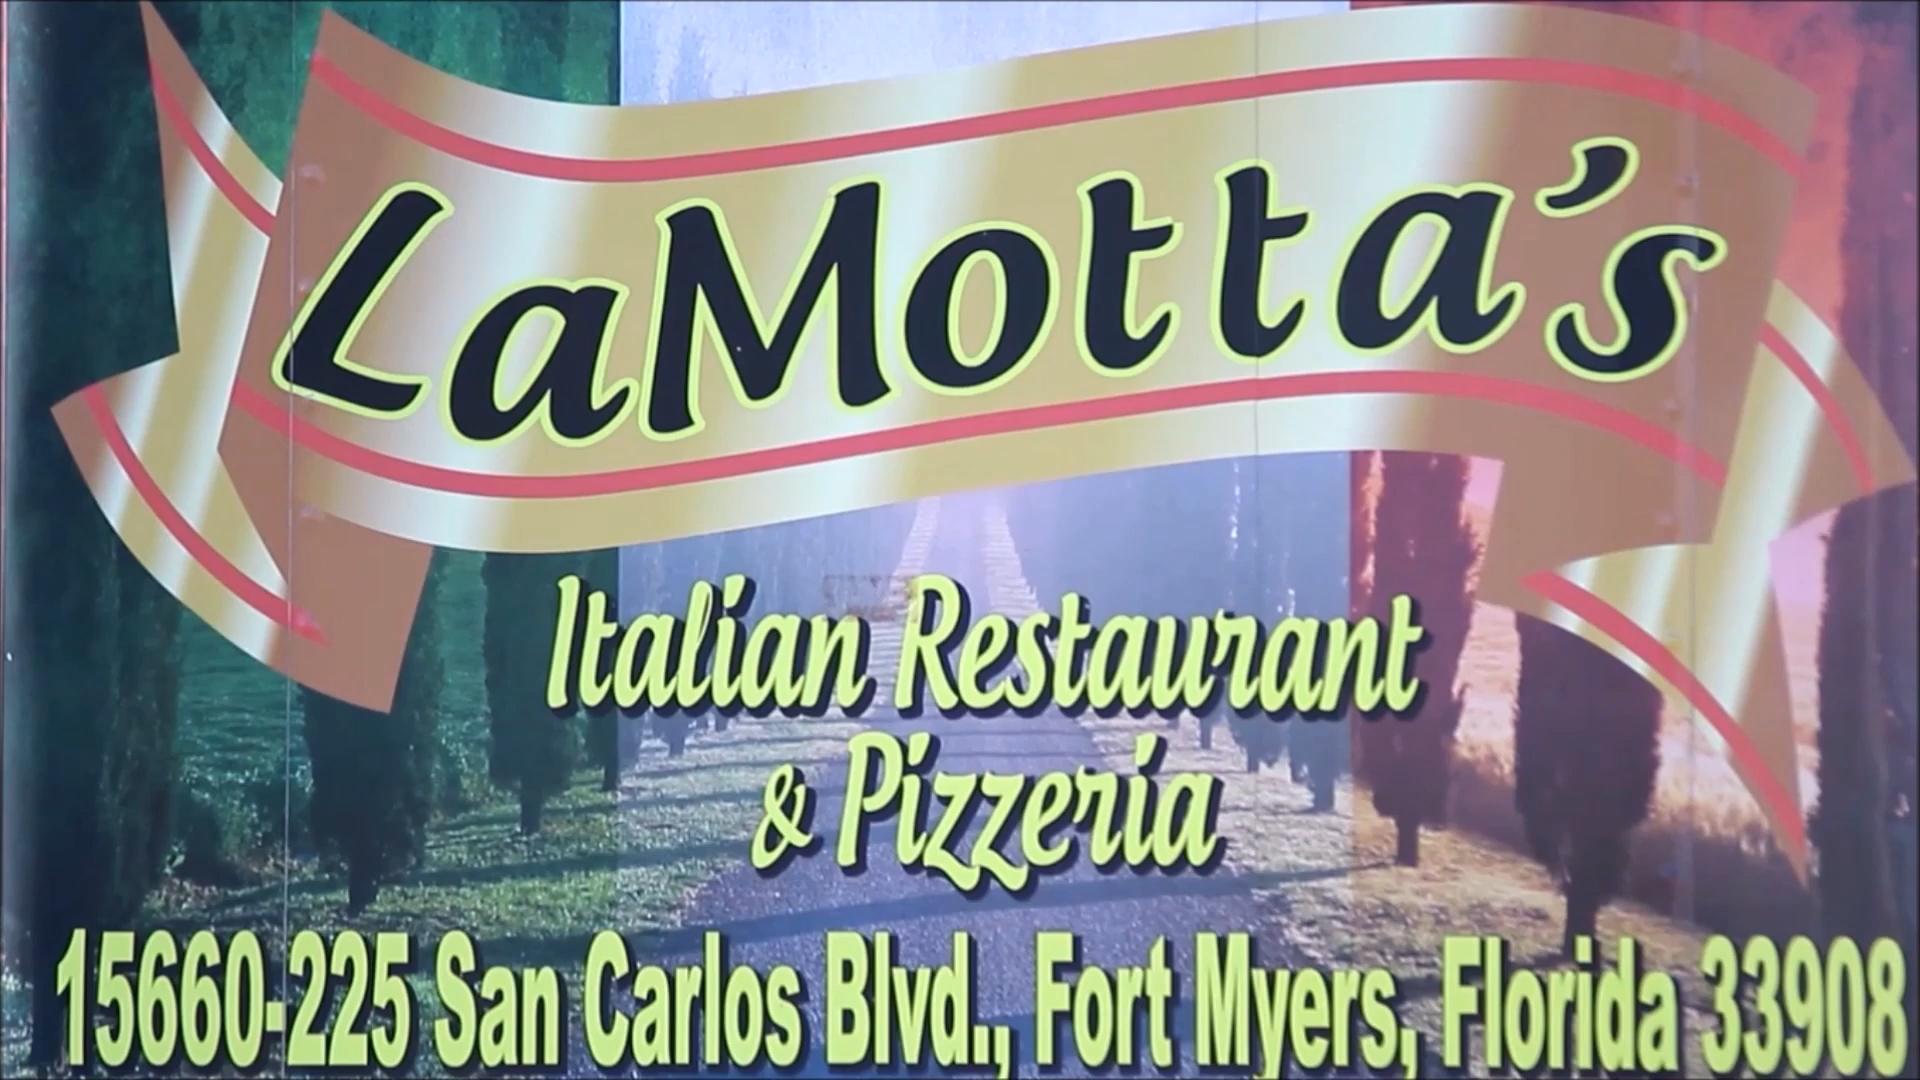 LaMotta's
Italian Restaurant
& Pizzeria
15660-225 San Carlos Blvd., Fort Myers, Florida 33908